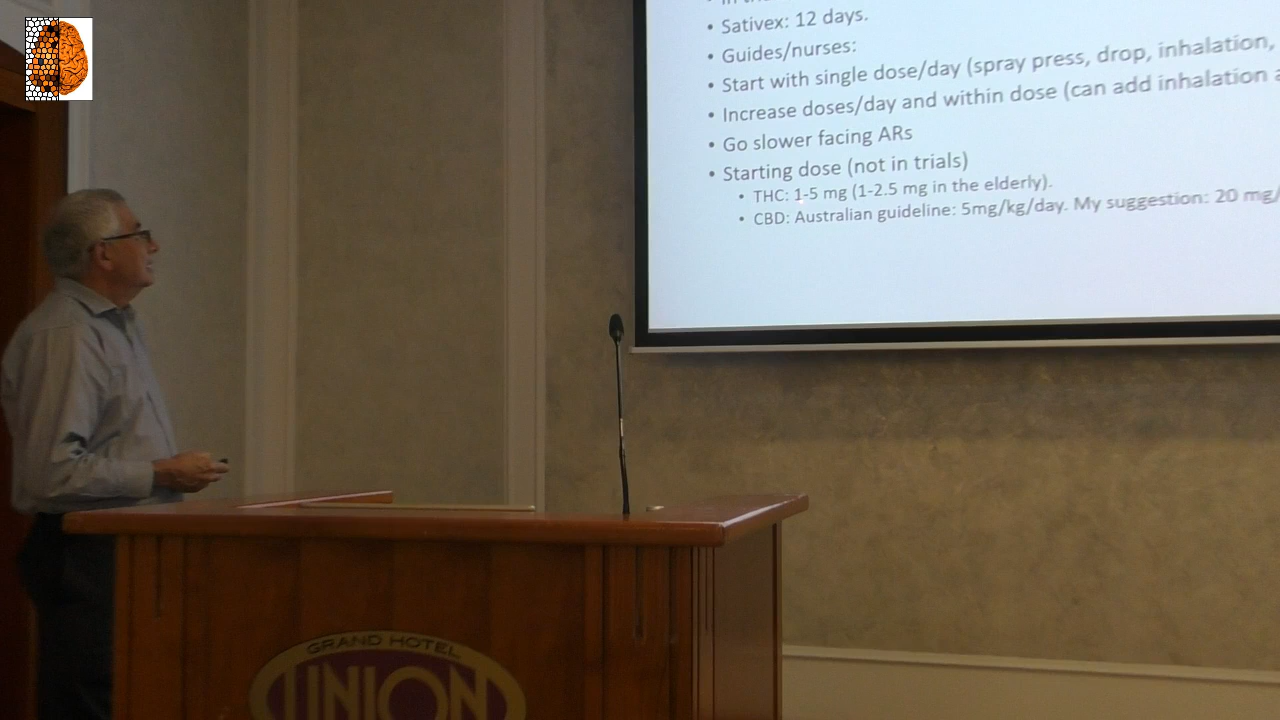 • Sativex: 12 days.
• Guides/nurses:
• Start with single dose/day (spray press, drop, inhalation,
• Increase doses/day and within dose (can add inhalation
• Go slower facing ARs
• Starting dose (not in trials)
• THC: 1-5 mg (1-2.5 mg in the elderly).
• CBD: Australian guideline: 5mg/kg/day. My suggestion: 20 mg/
GRAND HOTEL
UNION